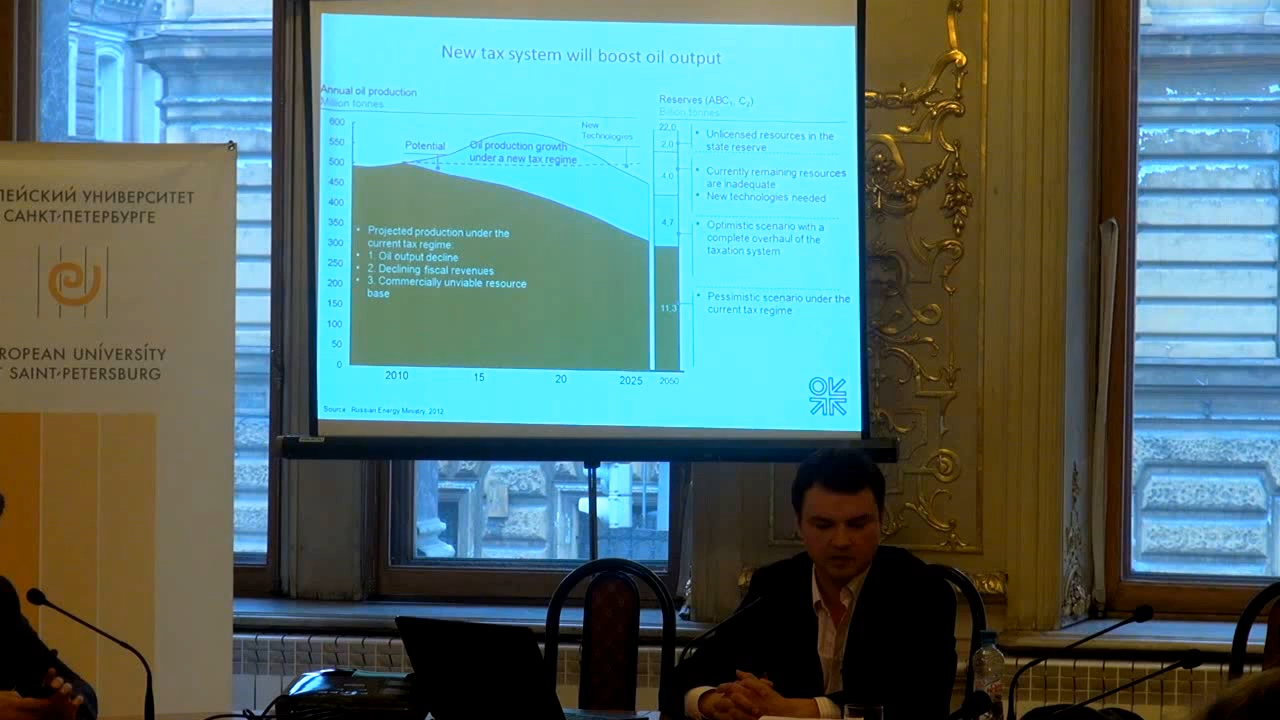 ПЕЙСКИЙ УНИВЕРСИТЕТ
САНКТ-ПЕТЕРБУРГЕ
ROPEAN UNIVERSITY
SAINT-PETERSBURG
New tax system will boost oil output
Annual oil production
Million tonnes
600
550
500
450
400
350
300
250
200
150
100
50
0
Potential
Oil production growth
under a new tax regime
New
Technologies
• Projected production under the
current tax regime:
• 1. Oil output decline
• 2. Declining fiscal revenues
• 3. Commercially unviable resource
base
2010
15
20
2025
2050
Reserves (ABC₁, C₂)
Billion tonnes
22,0
2,0
4,0
4,7
11,3
• Unlicensed resources in the
state reserve
• Currently remaining resources
are inadequate
• New technologies needed
• Optimistic scenario with a
complete overhaul of the
taxation system
• Pessimistic scenario under the
current tax regime
Source: Russian Energy Ministry, 2012